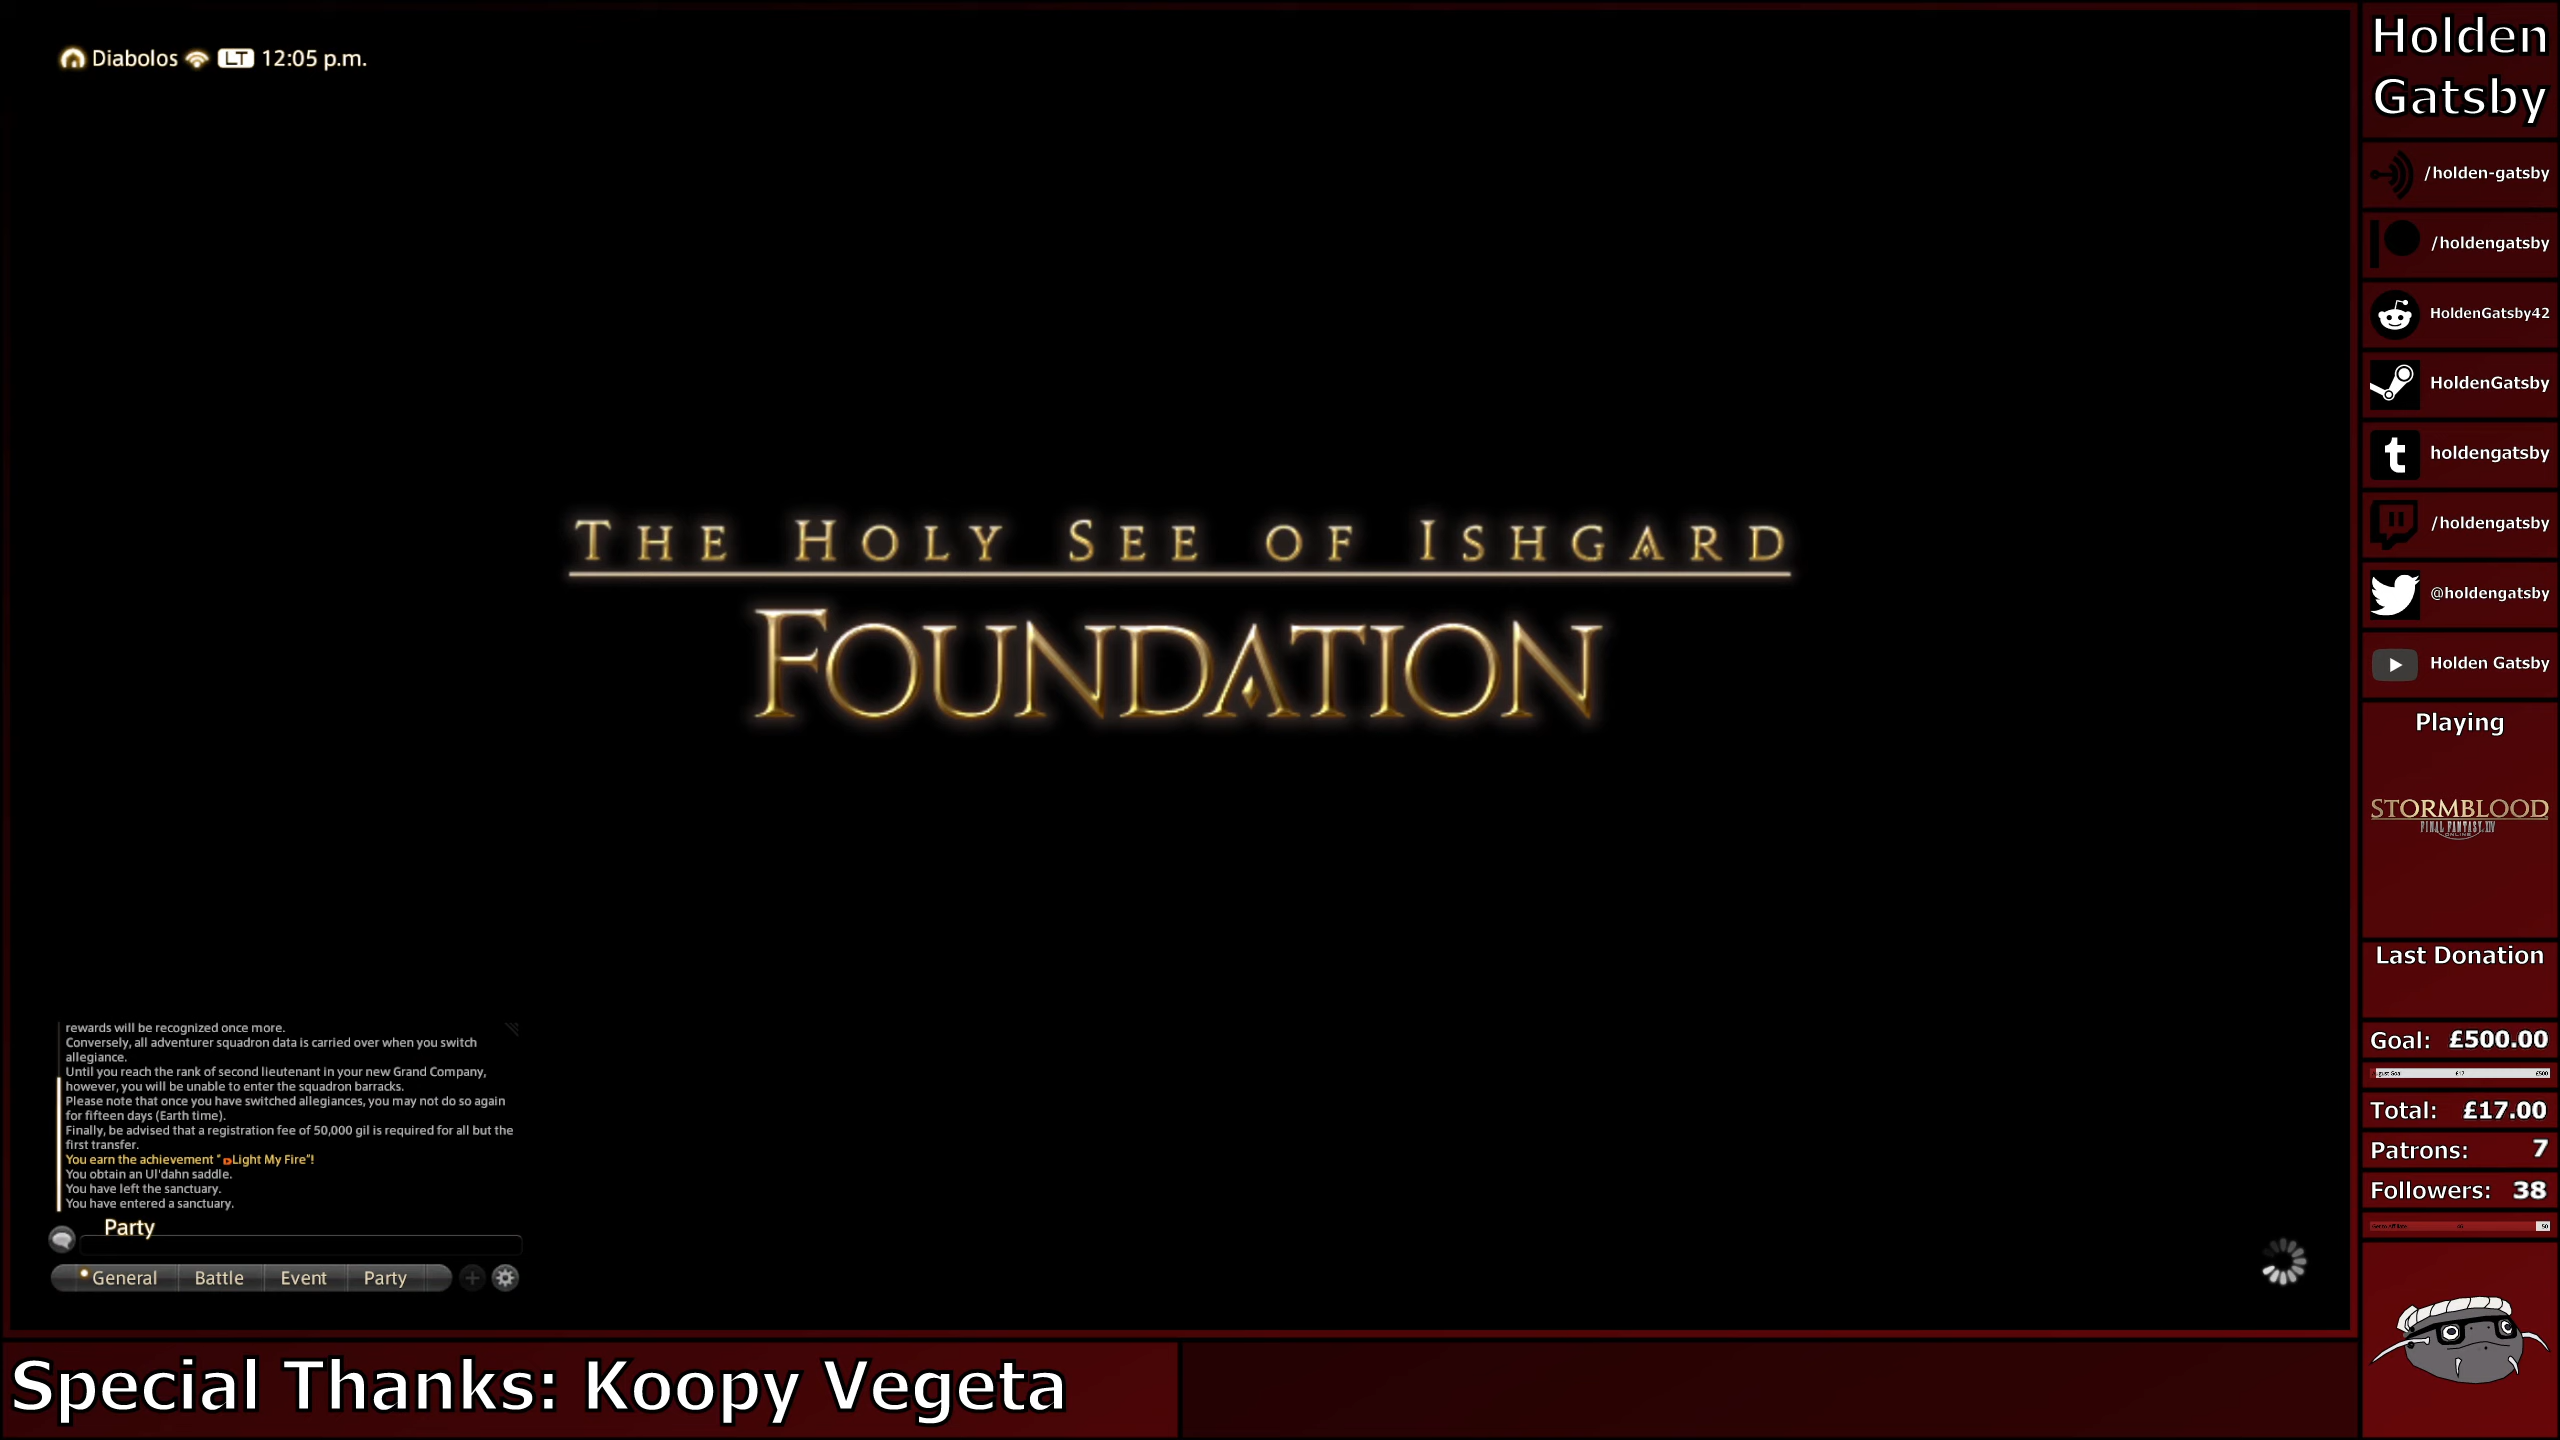 Diabolos LT 12:05 p.m.
THE HOLY SEE OF ISHGARD
FOUNDATION
rewards will be recognized once more.
Conversely, all adventurer squadron data is carried over when you switch
allegiance.
Until you reach the rank of second lieutenant in your new Grand Company,
however, you will be unable to enter the squadron barracks.
Please note that once you have switched allegiances, you may not do so again
for fifteen days (Earth time).
Finally, be advised that a registration fee of 50,000 gil is required for all but the
first transfer.
You earn the achievement "Light My Fire"!
You obtain an Ul'dahn saddle.
You have left the sanctuary.
You have entered a sanctuary.
Party
General Battle Event Party
Special Thanks: Koopy Vegeta
Holden
Gatsby
/holden-gatsby
/holdengatsby
HoldenGatsby42
HoldenGatsby
t holdengatsby
/holdengatsby
@holdengatsby
Holden Gatsby
Playing
STORMBLOOD
FINAL FANTASY XIV
ONLINE
Last Donation
Goal: £500.00
August Goal £17 £500
Total: £17.00
Patrons: 7
Followers: 38
50